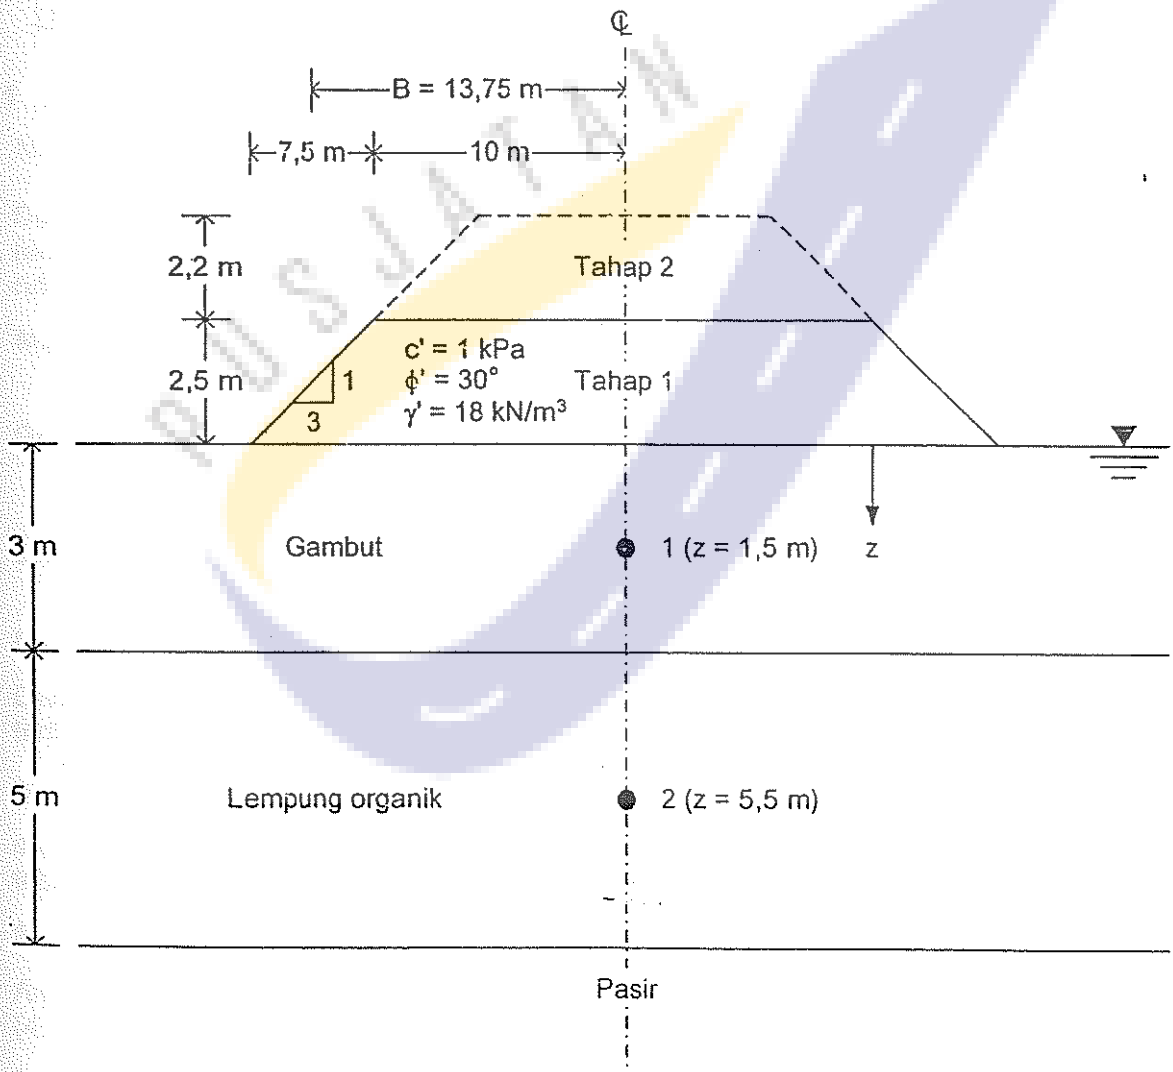 ℄
B = 13,75 m
7,5 m
10 m
PUSJATAN
2,2 m
Tahap 2
2,5 m
c' = 1 kPa
ϕ' = 30°
γ' = 18 kN/m³
Tahap 1
1
3
3 m
Gambut
1 (z = 1,5 m)
z
5 m
Lempung organik
2 (z = 5,5 m)
Pasir